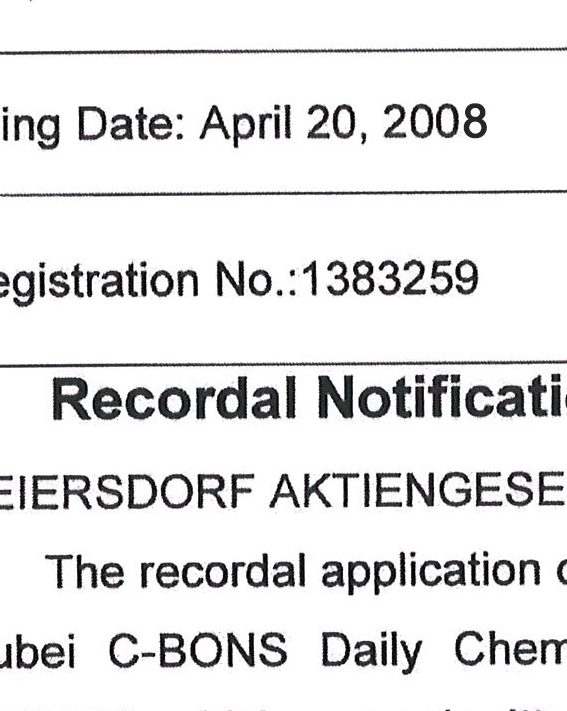 ing Date: April 20, 2008
egistration No.:1383259
Recordal Notificati
EIERSDORF AKTIENGESE
The recordal application
ubei C-BONS Daily Chem